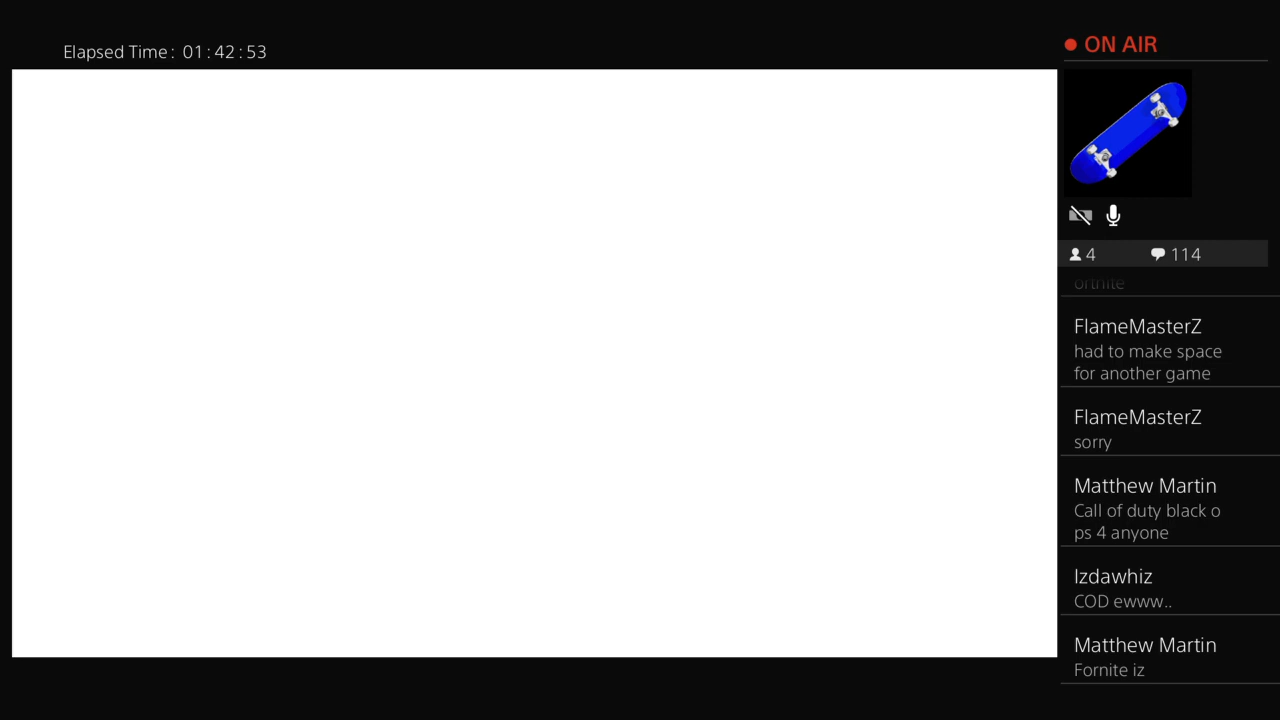 Elapsed Time: 01:42:53
ON AIR
4 114
ortnite
FlameMasterZ
had to make space
for another game
FlameMasterZ
sorry
Matthew Martin
Call of duty black o
ps 4 anyone
Izdawhiz
COD ewww..
Matthew Martin
Fornite iz